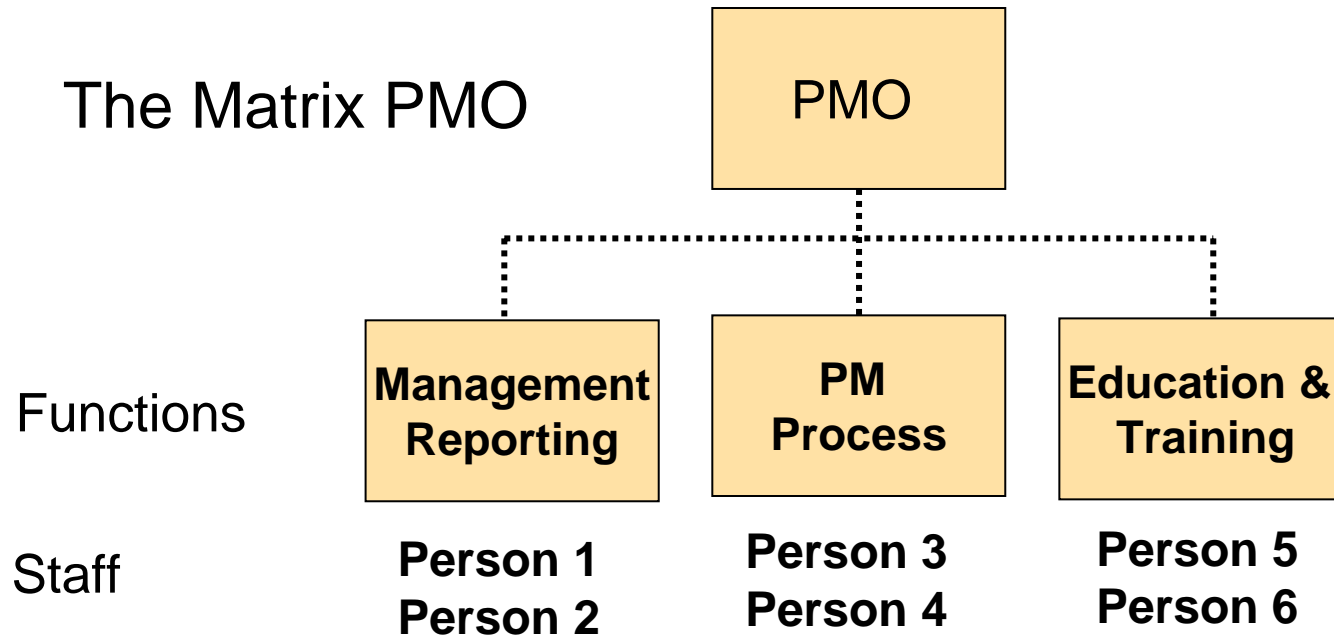 The Matrix PMO
PMO
Functions
Management
Reporting
PM
Process
Education &
Training
Staff
Person 1
Person 2
Person 3
Person 4
Person 5
Person 6